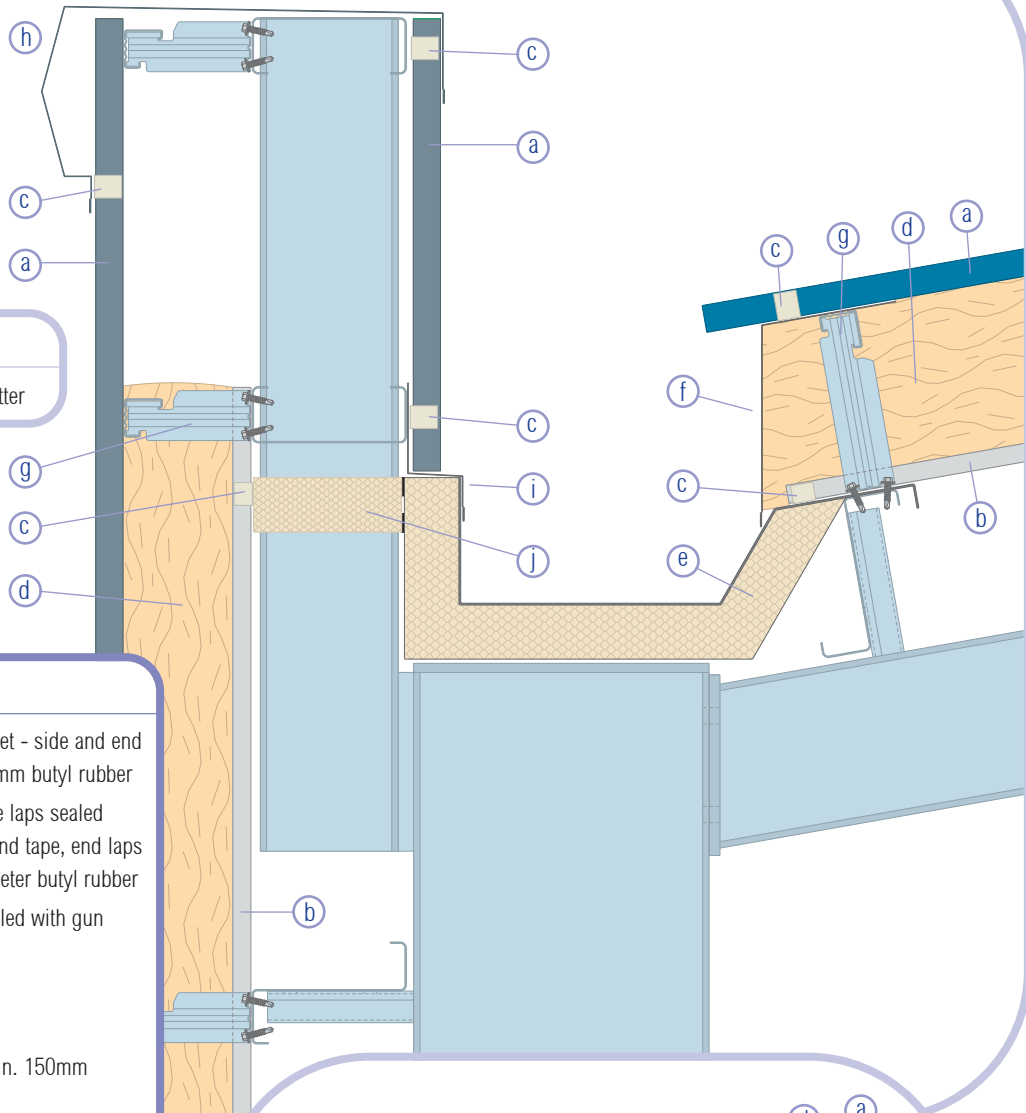 h
c
a
c
a
c
g
d
a
tter
f
g
c
c
i
c
b
j
e
d
et - side and end
mm butyl rubber
e laps sealed
nd tape, end laps
eter butyl rubber
led with gun
b
n. 150mm
d
a